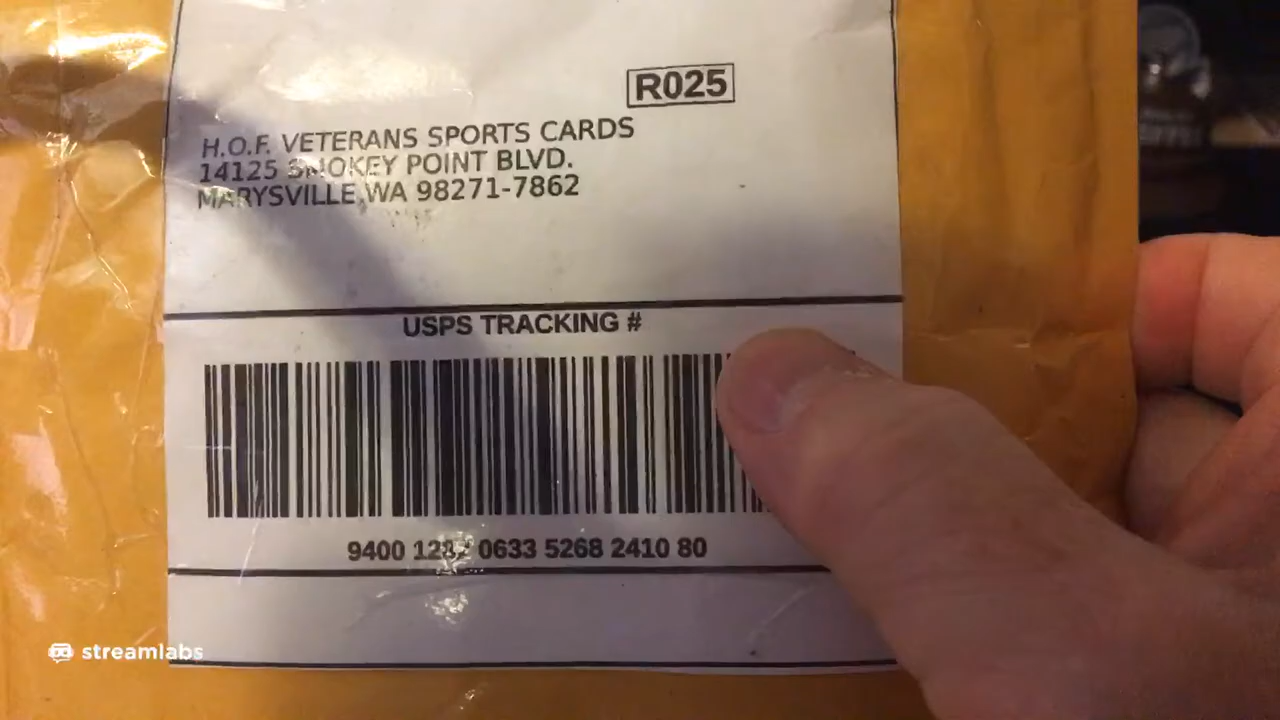 R025
H.O.F. VETERANS SPORTS CARDS
14125 SMOKEY POINT BLVD.
MARYSVILLE WA 98271-7862
USPS TRACKING #
9400 0633 5268 2410 80
streamlabs